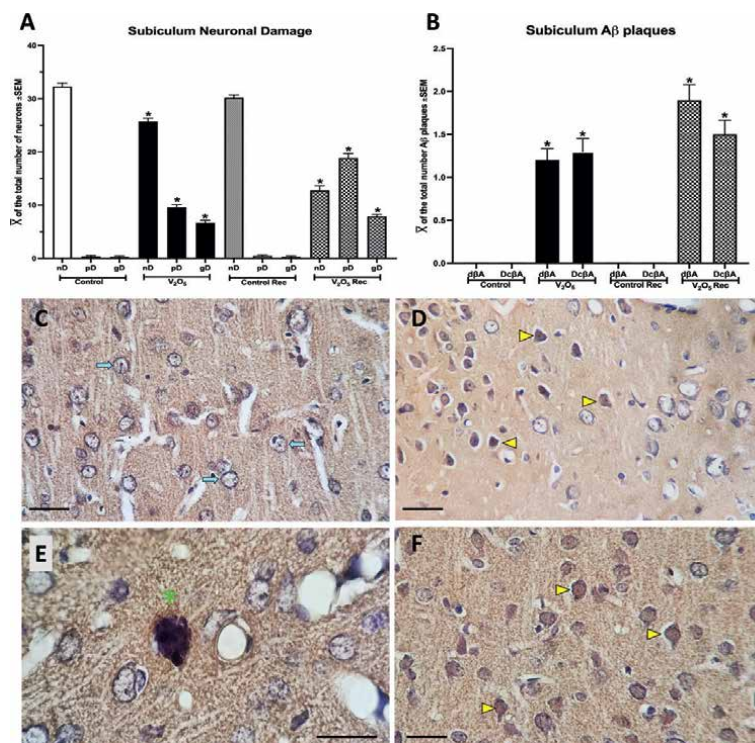 A
Subiculum Neuronal Damage
X̅ of the total number of neurons ±SEM
40
30
20
10
0
*
*
*
*
*
*
nD pD gD nD pD gD nD pD gD nD pD gD
Control V₂O₅ Control Rec V₂O₅ Rec
B
Subiculum Aβ plaques
X̅ of the total number Aβ plaques ±SEM
2.5
2.0
1.5
1.0
0.5
0.0
*
*
*
*
dβA DcβA dβA DcβA dβA DcβA dβA DcβA
Control V₂O₅ Control Rec V₂O₅ Rec
C
D
E
F